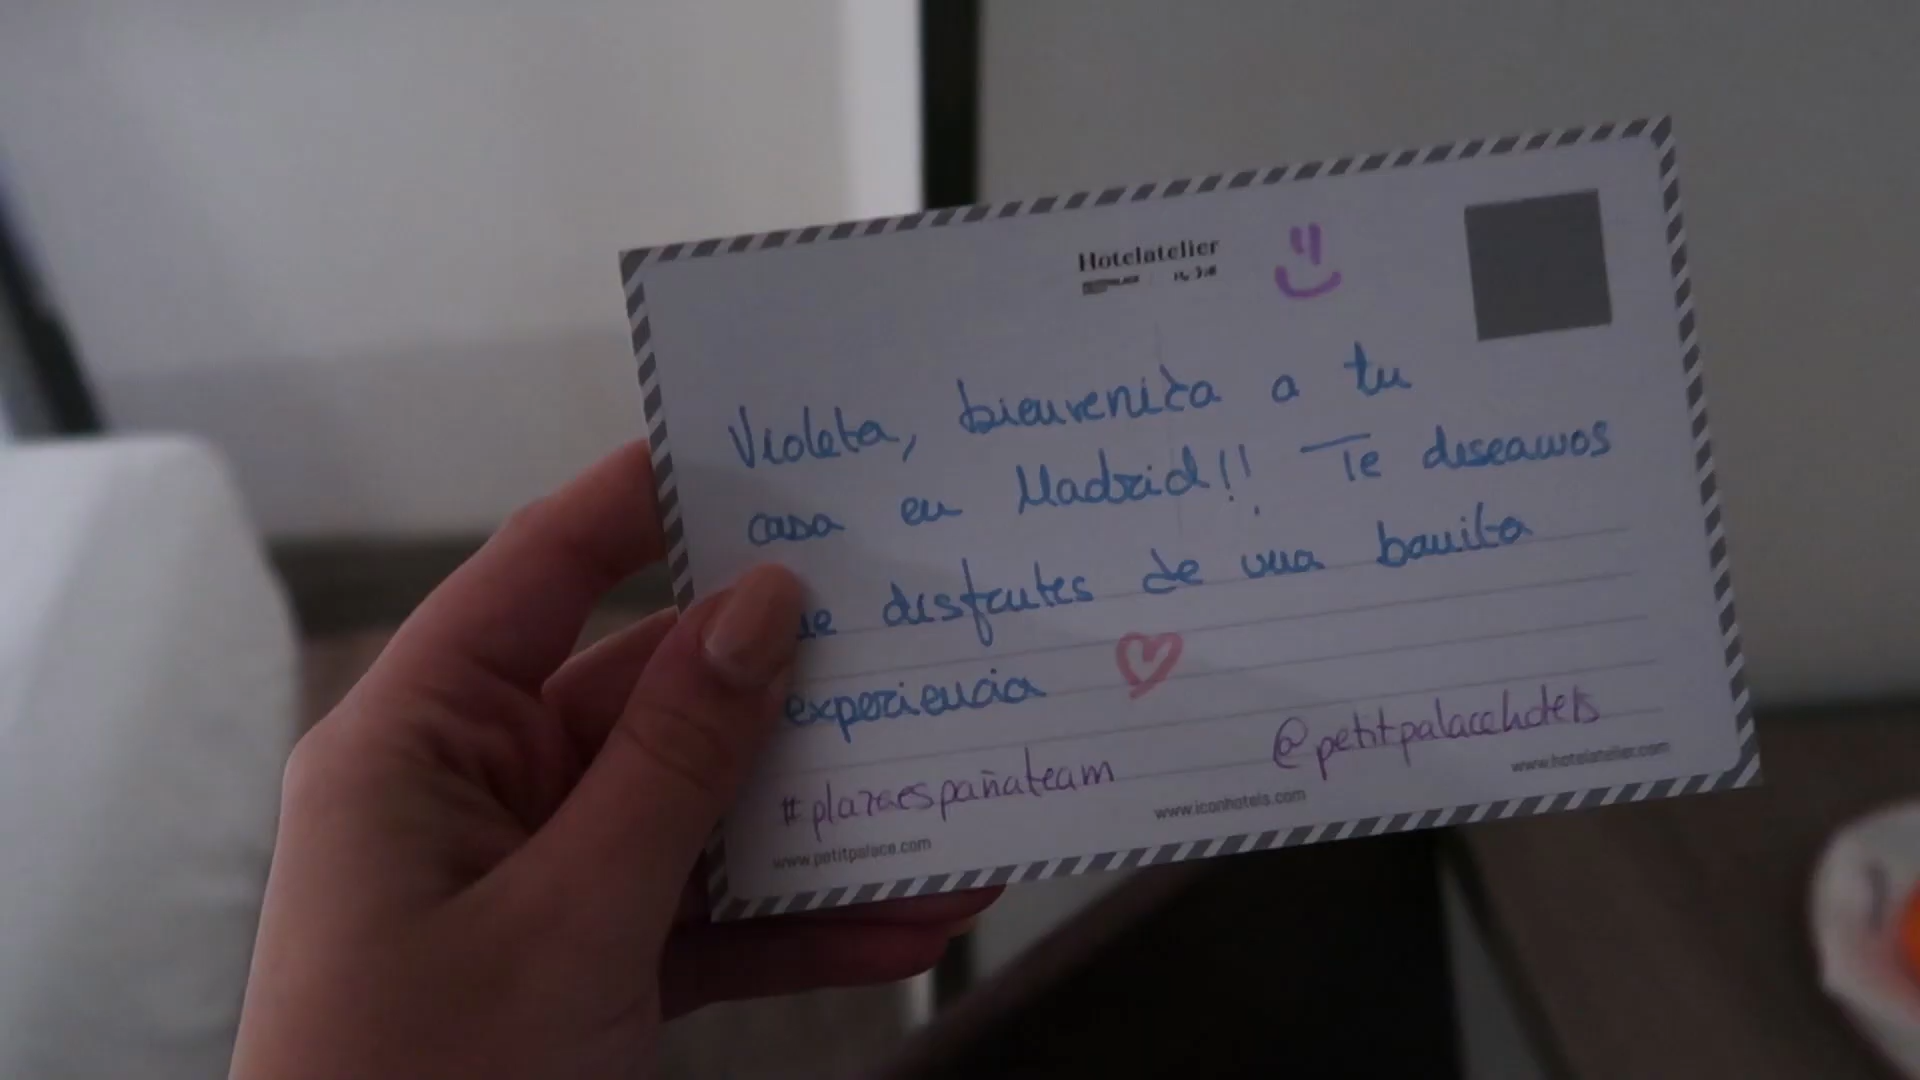 Hotelatelier
Violeta, bienvenida a tu
casa en Madrid!! Te deseamos
ue disfrutes de una bonita
experiencia
#plazaespañateam @petitpalacehotels
www.petitpalace.com www.iconhotels.com www.hotelatelier.com